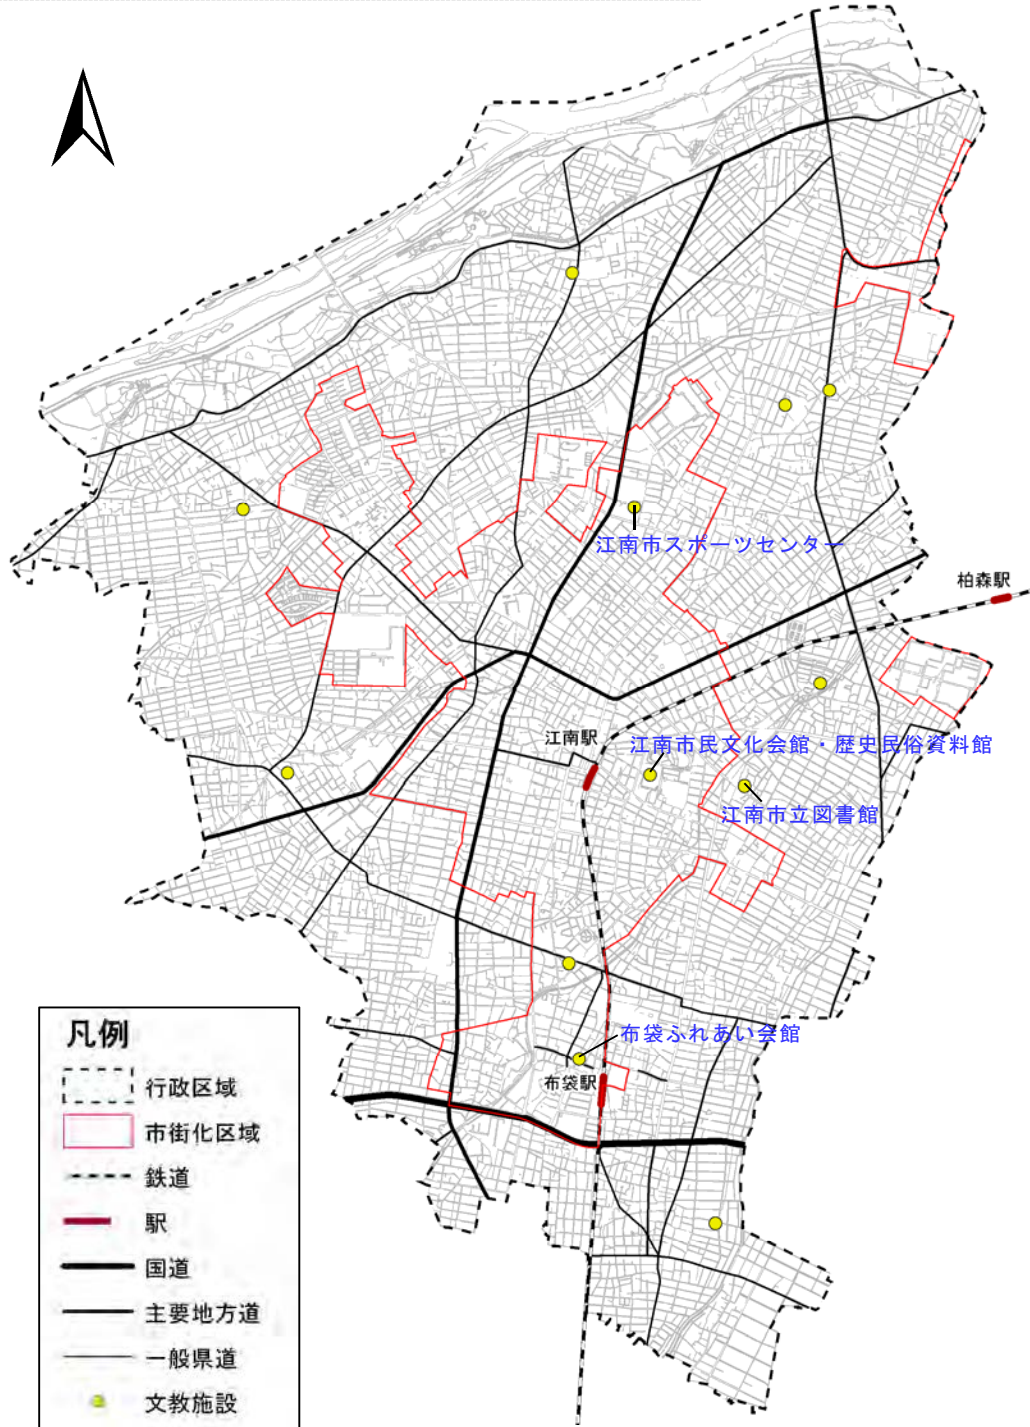 江南市スポーツセンター
柏森駅
江南駅
江南市民文化会館・歴史民俗資料館
江南市立図書館
布袋ふれあい会館
布袋駅
凡例
行政区域
市街化区域
鉄道
駅
国道
主要地方道
一般県道
文教施設